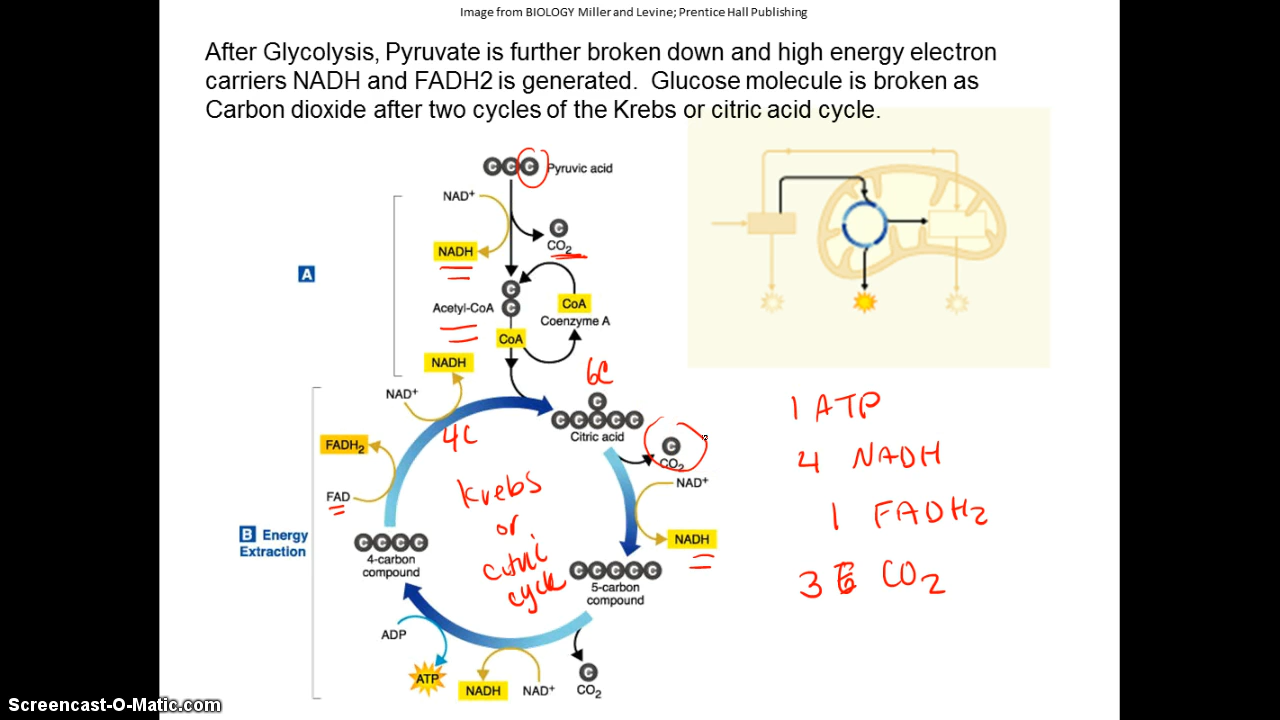 Image from BIOLOGY Miller and Levine; Prentice Hall Publishing
After Glycolysis, Pyruvate is further broken down and high energy electron
carriers NADH and FADH2 is generated.  Glucose molecule is broken as
Carbon dioxide after two cycles of the Krebs or citric acid cycle.
C C C Pyruvic acid
NAD+
C
CO2
NADH
A
C
C
Acetyl-CoA
CoA
Coenzyme A
CoA
NADH
6C
NAD+
C
C C C C C
Citric acid
4C
C
CO2
NAD+
FADH2
FAD
Krebs
or
citric
cycle
NADH
B Energy
Extraction
C C C C
4-carbon
compound
C C C C C
5-carbon
compound
ADP
ATP
NADH
NAD+
C
CO2
1 ATP
4 NADH
1 FADH2
3 CO2
Screencast-O-Matic.com